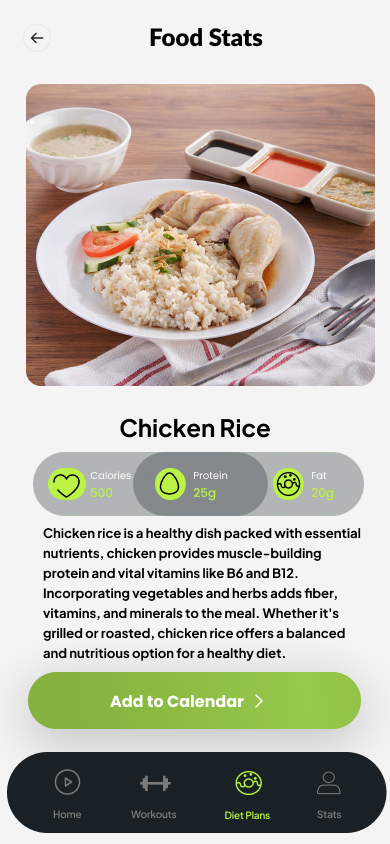 Food Stats
Chicken Rice
Calories
500
Protein
25g
Fat
20g
Chicken rice is a healthy dish packed with essential
nutrients, chicken provides muscle-building
protein and vital vitamins like B6 and B12.
Incorporating vegetables and herbs adds fiber,
vitamins, and minerals to the meal. Whether it's
grilled or roasted, chicken rice offers a balanced
and nutritious option for a healthy diet.
Add to Calendar
Home
Workouts
Diet Plans
Stats